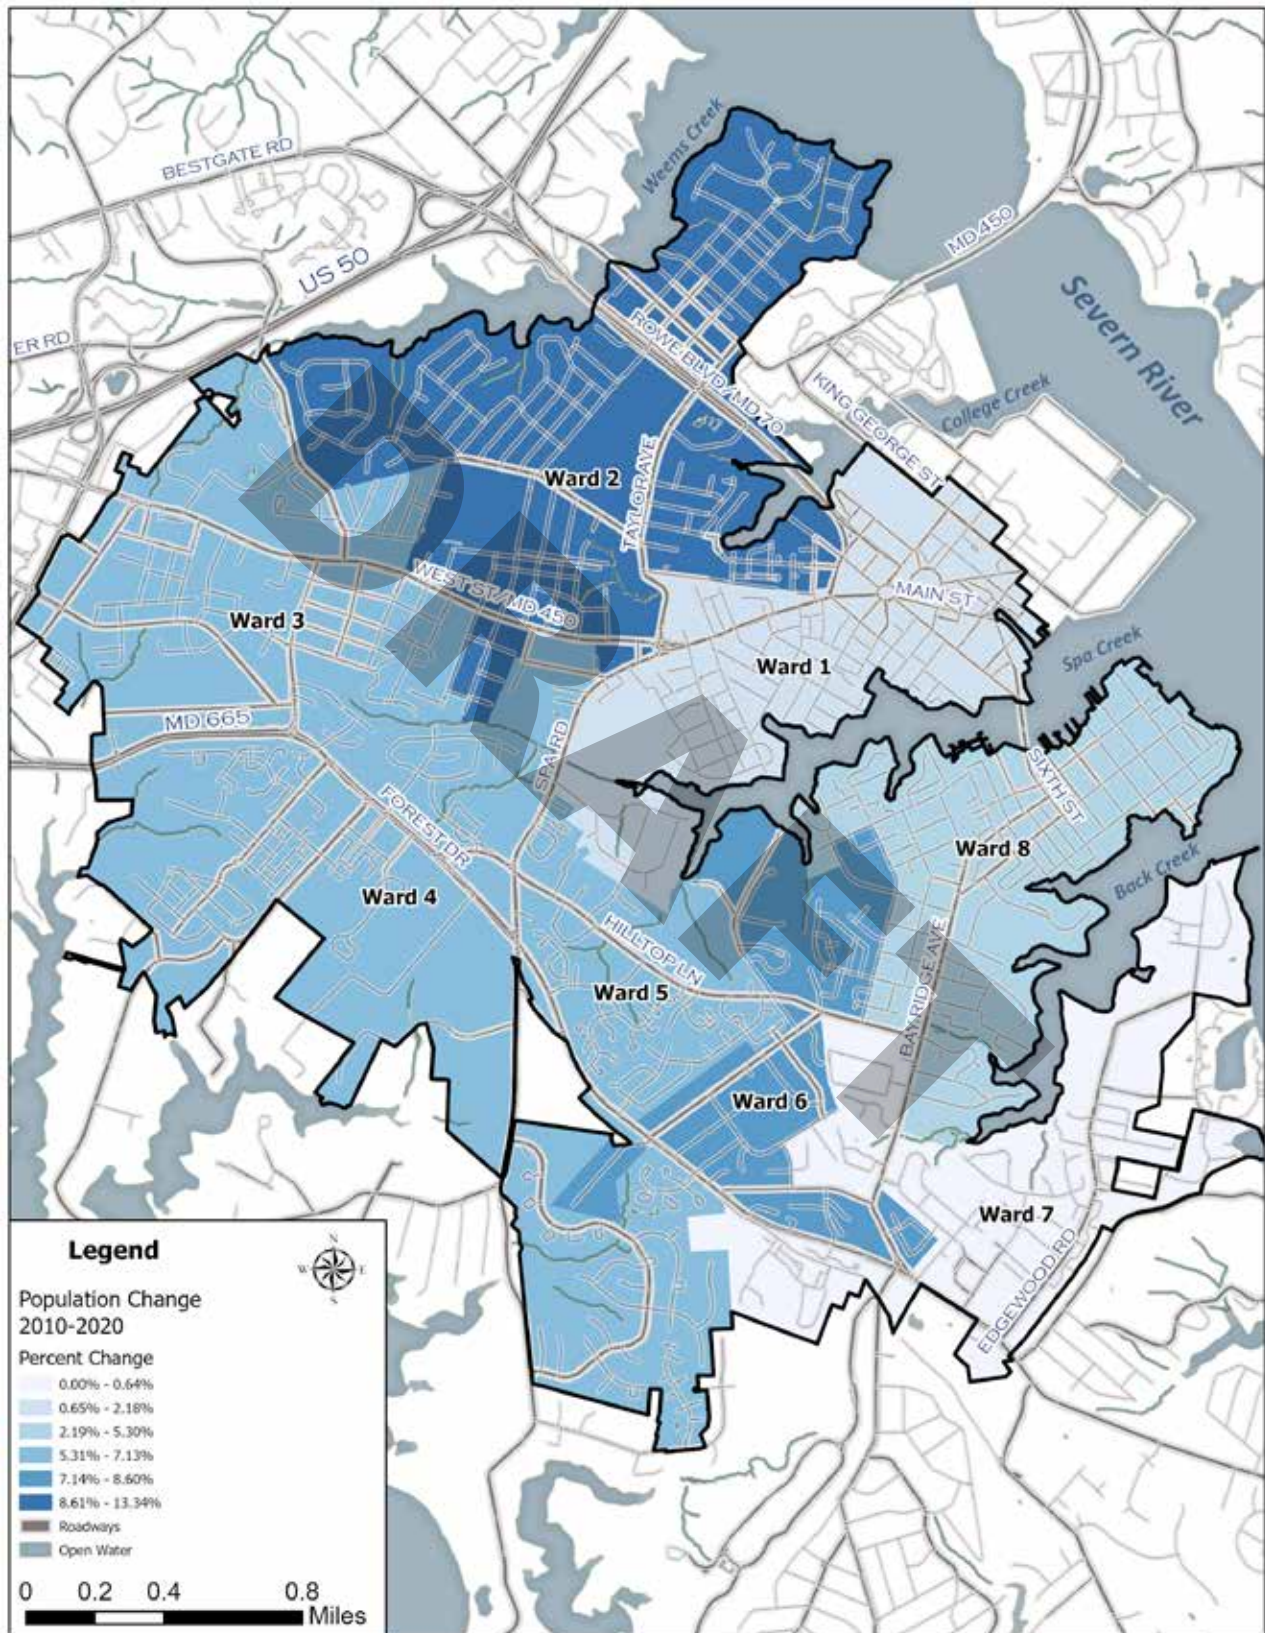 Weems Creek
BESTGATE RD
US 50
MD 450
Severn River
ER RD
ROWE BLVD/MD 70
KING GEORGE ST
College Creek
Ward 2
TAYLOR AVE
WEST ST/MD 450
MAIN ST
Ward 3
Ward 1
Spa Creek
MD 665
SPA RD
SIXTH ST
FOREST DR
Ward 8
Back Creek
Ward 4
HILLTOP LN
BAY RIDGE AVE
Ward 5
Ward 6
Ward 7
EDGEWOOD RD
DRAFT
Legend
N
W E
S
Population Change
2010-2020
Percent Change
0.00% - 0.64%
0.65% - 2.18%
2.19% - 5.30%
5.31% - 7.13%
7.14% - 8.60%
8.61% - 13.34%
Roadways
Open Water
0 0.2 0.4 0.8
Miles